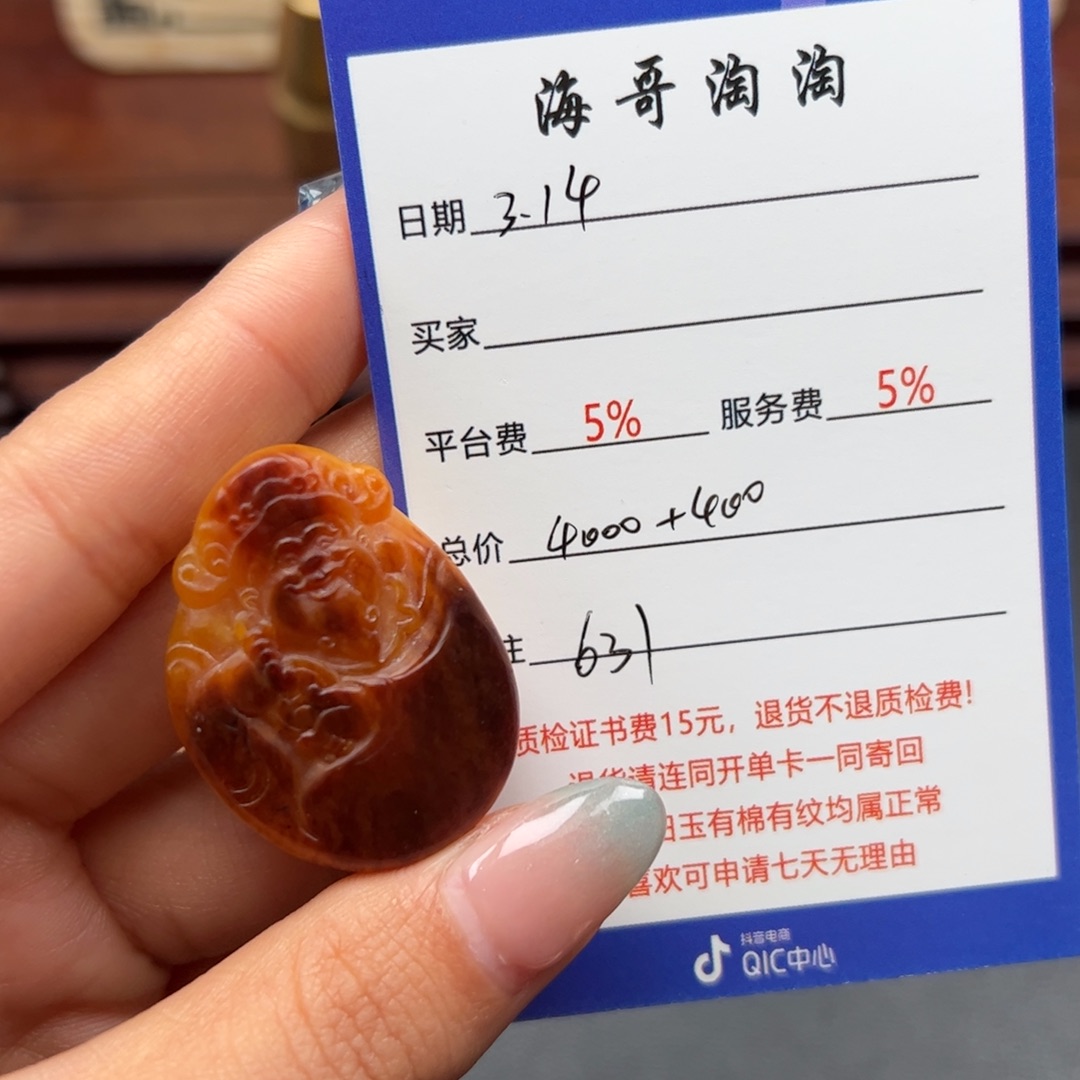 海哥淘淘
日期 3.14
买家
平台费 5% 服务费 5%
总价 4000+400
注 631
质检证书费15元，退货不退质检费!
退货请连同开单卡一同寄回
田玉有棉有纹均属正常
喜欢可申请七天无理由
抖音电商
QIC中心